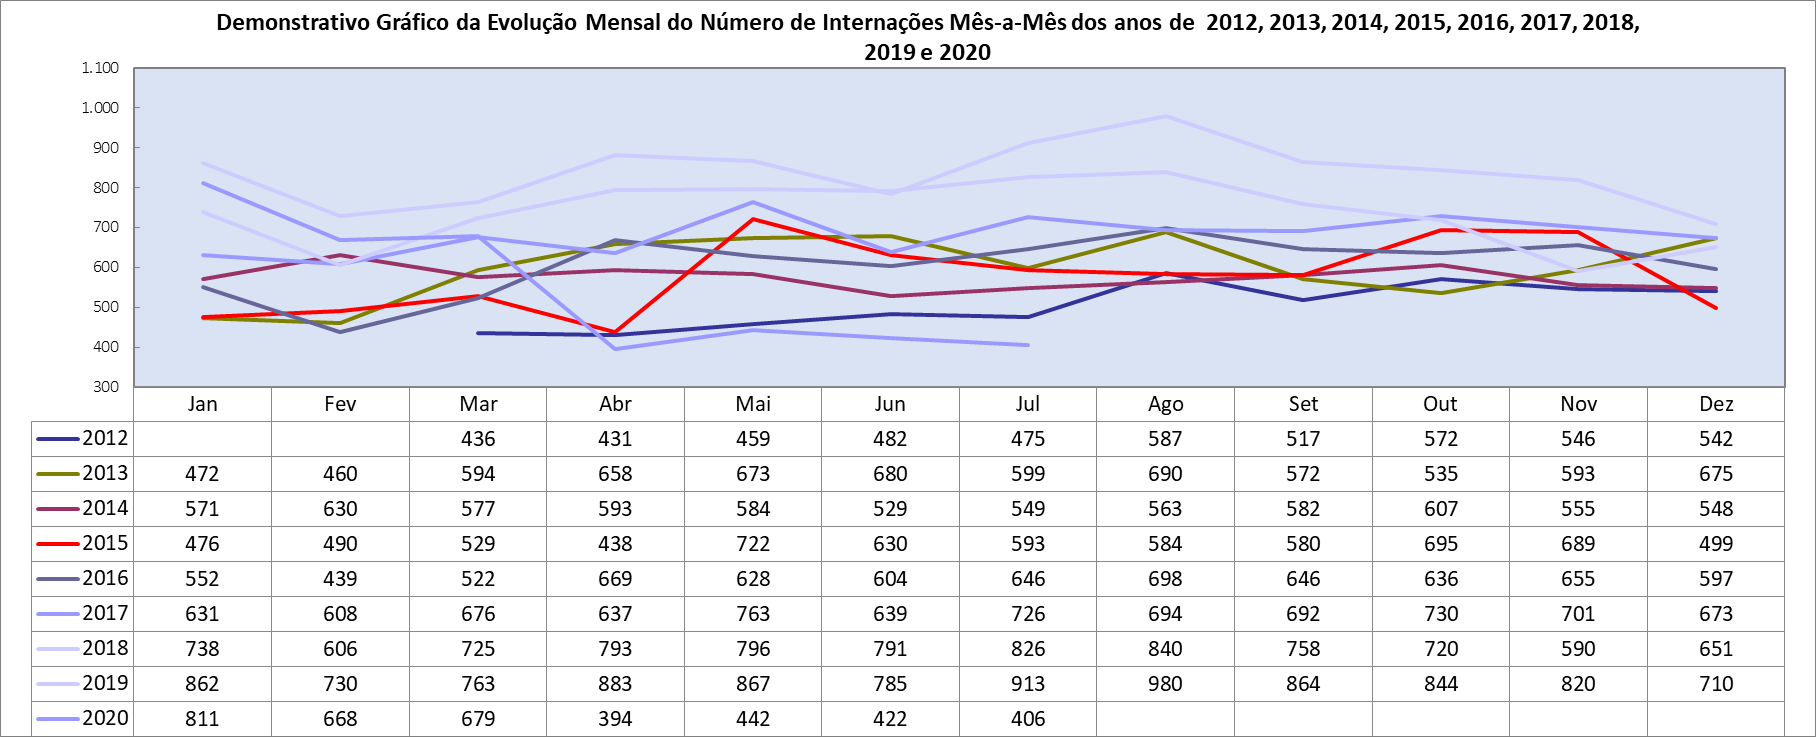 Demonstrativo Gráfico da Evolução Mensal do Número de Internações Mês-a-Mês dos anos de 2012, 2013, 2014, 2015, 2016, 2017, 2018,
2019 e 2020
1.100
1.000
900
800
700
600
500
400
300
Jan Fev Mar Abr Mai Jun Jul Ago Set Out Nov Dez
2012 436 431 459 482 475 587 517 572 546 542
2013 472 460 594 658 673 680 599 690 572 535 593 675
2014 571 630 577 593 584 529 549 563 582 607 555 548
2015 476 490 529 438 722 630 593 584 580 695 689 499
2016 552 439 522 669 628 604 646 698 646 636 655 597
2017 631 608 676 637 763 639 726 694 692 730 701 673
2018 738 606 725 793 796 791 826 840 758 720 590 651
2019 862 730 763 883 867 785 913 980 864 844 820 710
2020 811 668 679 394 442 422 406